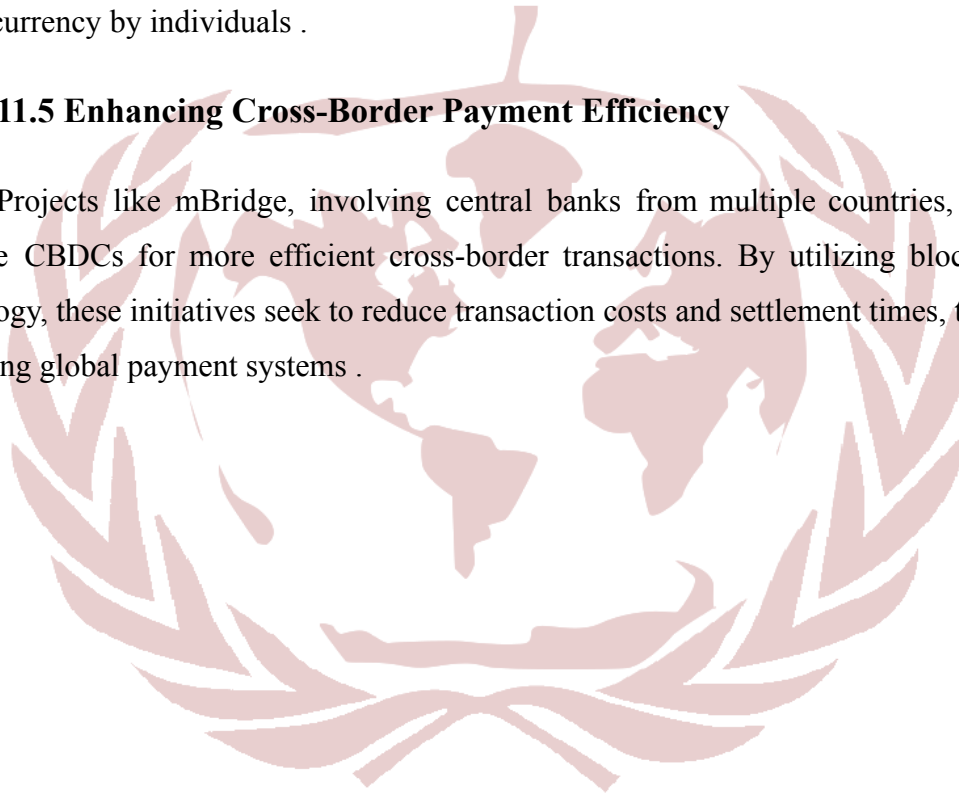 currency by individuals .
11.5 Enhancing Cross-Border Payment Efficiency
Projects like mBridge, involving central banks from multiple countries,
e CBDCs for more efficient cross-border transactions. By utilizing bloc
ogy, these initiatives seek to reduce transaction costs and settlement times, t
ng global payment systems .